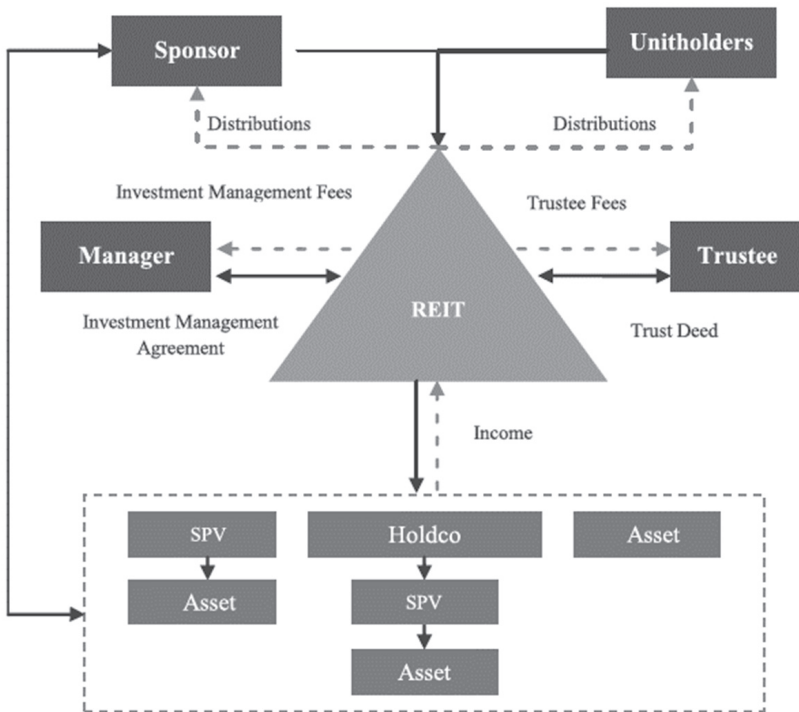 Sponsor
Unitholders
Distributions
Distributions
Investment Management Fees
Trustee Fees
Manager
Trustee
REIT
Investment Management
Agreement
Trust Deed
Income
SPV
Holdco
Asset
Asset
SPV
Asset